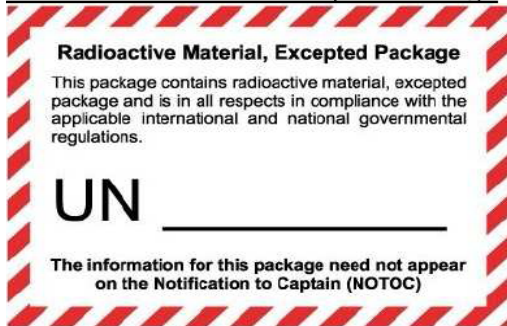 Radioactive Material, Excepted Package
This package contains radioactive material, excepted
package and is in all respects in compliance with the
applicable international and national governmental
regulations.
UN
The information for this package need not appear
on the Notification to Captain (NOTOC)